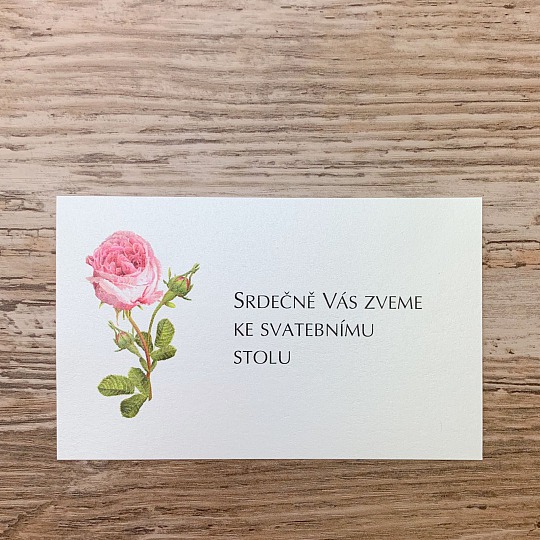 Srdečně Vás zveme
ke svatebnímu
stolu